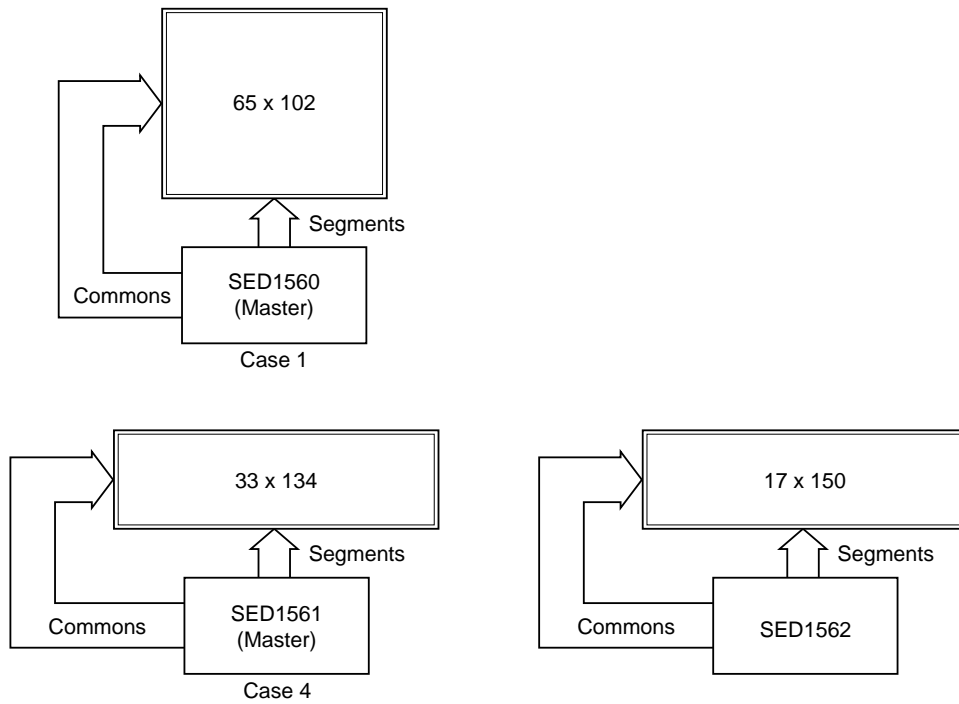 65 x 102
Segments
SED1560
(Master)
Commons
Case 1
33 x 134
Segments
SED1561
(Master)
Commons
Case 4
17 x 150
Segments
SED1562
Commons